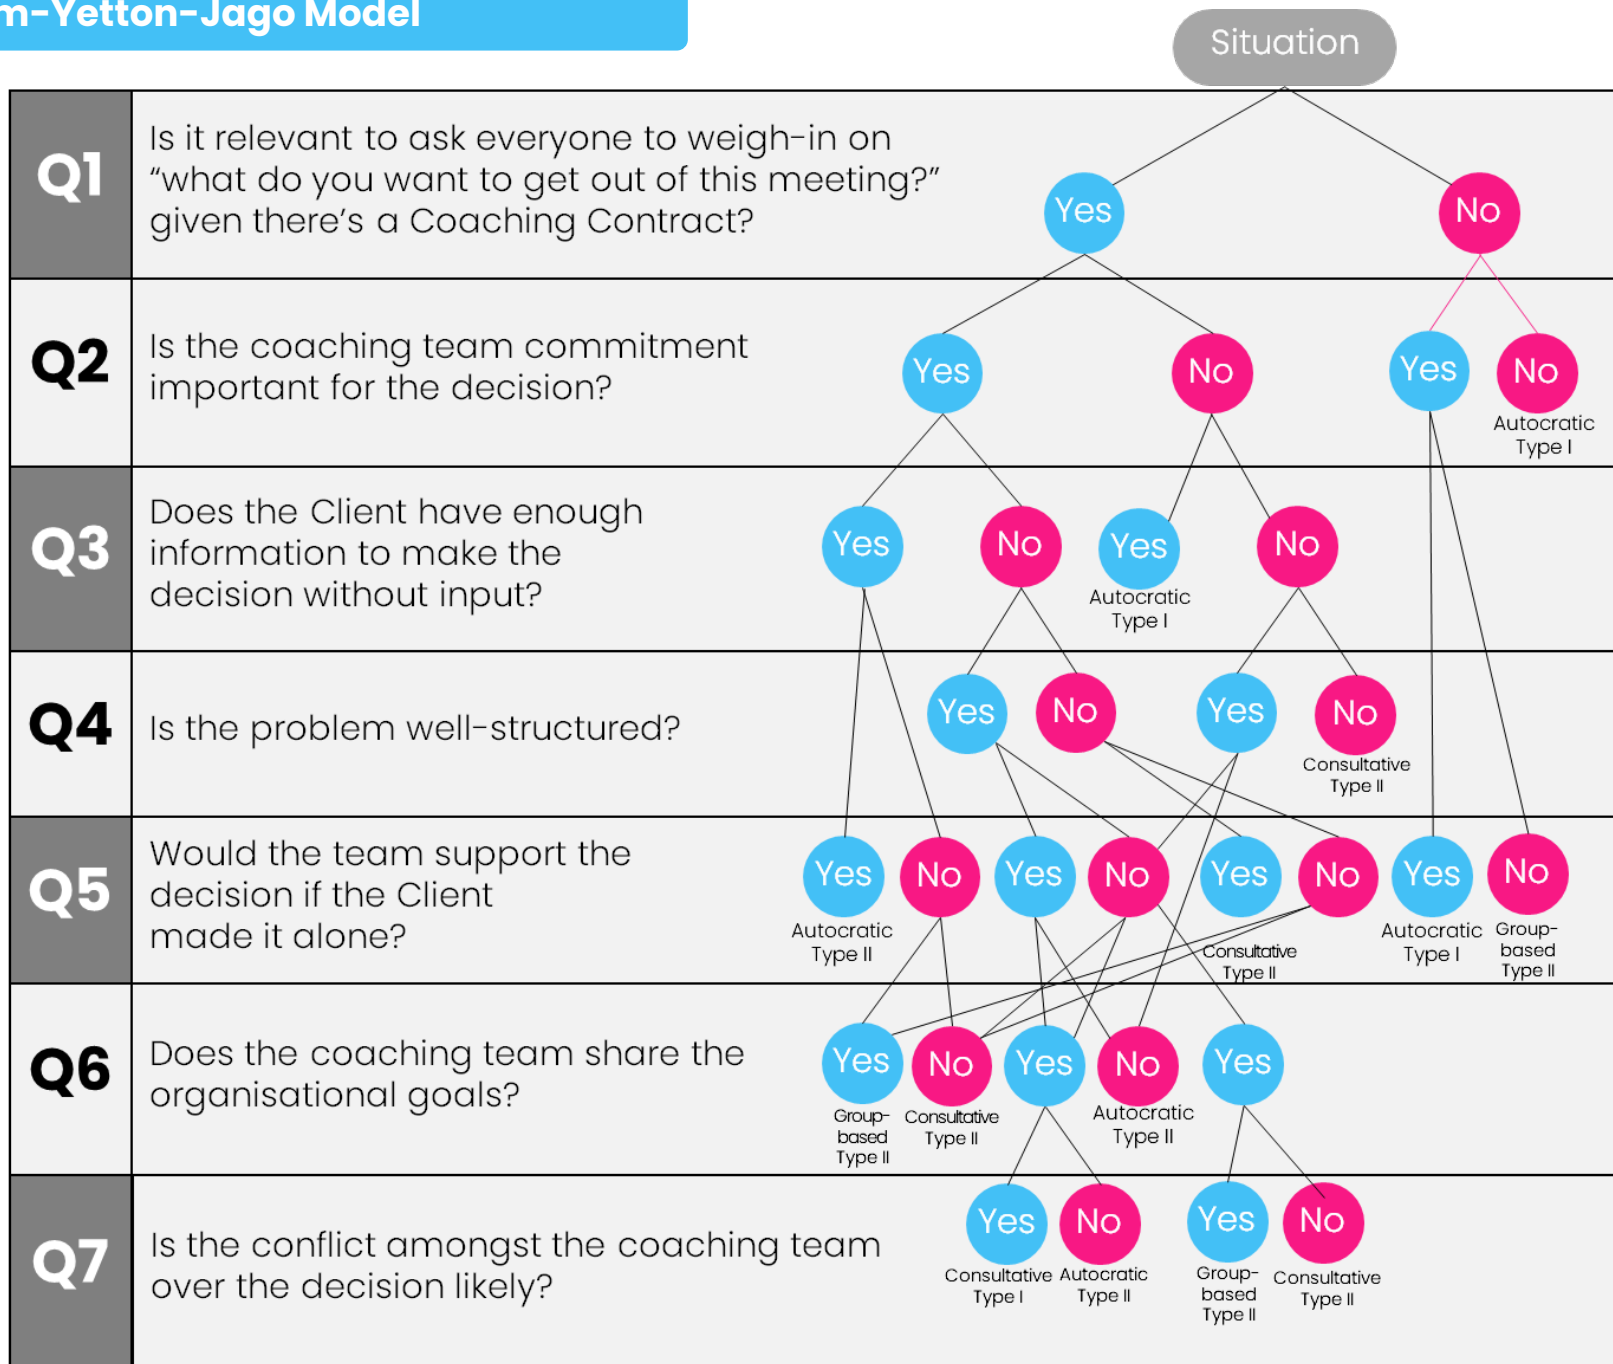 m-Yetton-Jago Model
Situation
Q1
Is it relevant to ask everyone to weigh-in on
“what do you want to get out of this meeting?”
given there’s a Coaching Contract?
Yes
No
Q2
Is the coaching team commitment
important for the decision?
Yes
No
Yes
No
Autocratic
Type I
Q3
Does the Client have enough
information to make the
decision without input?
Yes
No
Yes
Autocratic
Type I
No
Q4
Is the problem well-structured?
Yes
No
Yes
No
Consultative
Type II
Q5
Would the team support the
decision if the Client
made it alone?
Yes
Autocratic
Type II
No
Yes
No
Yes
Consultative
Type II
No
Yes
Autocratic
Type I
No
Group-
based
Type II
Q6
Does the coaching team share the
organisational goals?
Yes
Group-
based
Type II
No
Consultative
Type II
Yes
No
Autocratic
Type II
Yes
Q7
Is the conflict amongst the coaching team
over the decision likely?
Yes
Consultative
Type I
No
Autocratic
Type II
Yes
Group-
based
Type II
No
Consultative
Type II